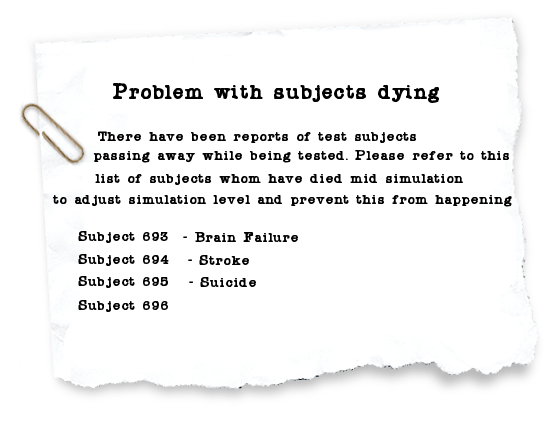 Problem with subjects dying
There have been reports of test subjects
passing away while being tested. Please refer to this
list of subjects whom have died mid simulation
to adjust simulation level and prevent this from happening
Subject 693 - Brain Failure
Subject 694 - Stroke
Subject 695 - Suicide
Subject 696